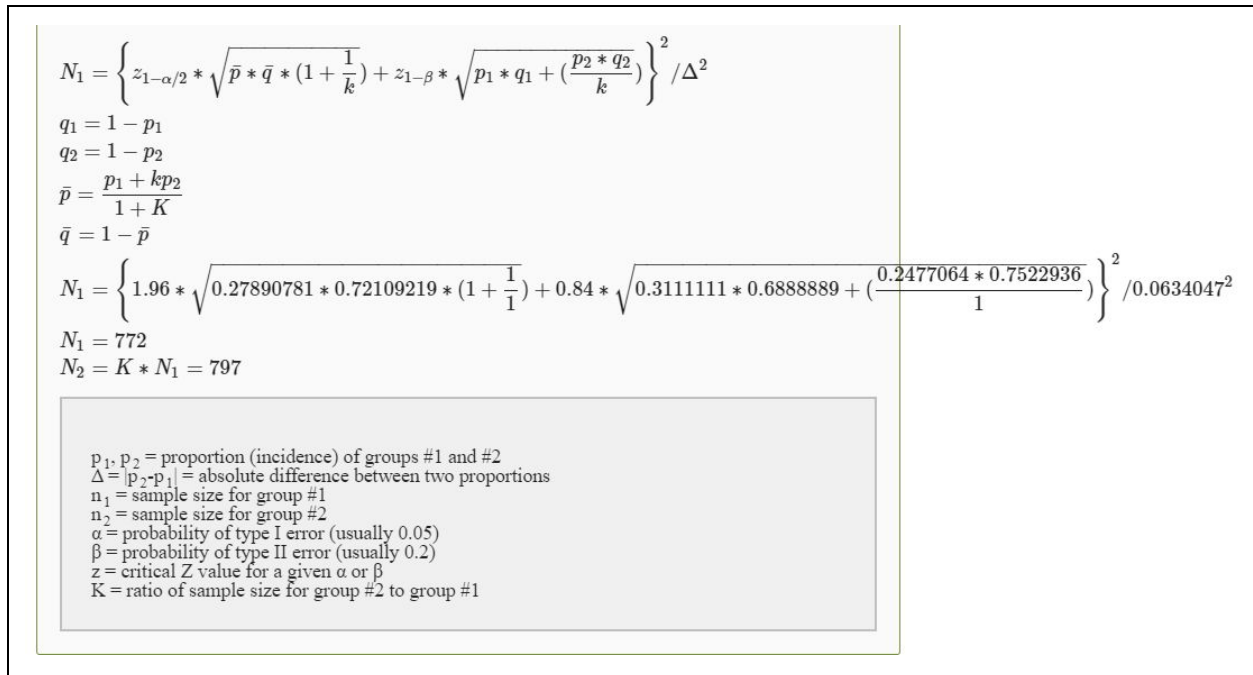 N₁ = { z₁₋α/₂ * √(p̄ * q̄ * (1 + 1/k)) + z₁₋β * √(p₁ * q₁ + (p₂ * q₂/k)) }² /Δ²
q₁ = 1 − p₁
q₂ = 1 − p₂
p̄ = (p₁ + kp₂)/(1 + K)
q̄ = 1 − p̄
N₁ = { 1.96 * √(0.27890781 * 0.72109219 * (1 + 1/1)) + 0.84 * √(0.3111111 * 0.6888889 + (0.2477064 * 0.7522936/1)) }² /0.0634047²
N₁ = 772
N₂ = K * N₁ = 797
p₁, p₂ = proportion (incidence) of groups #1 and #2
Δ = |p₂-p₁| = absolute difference between two proportions
n₁ = sample size for group #1
n₂ = sample size for group #2
α = probability of type I error (usually 0.05)
β = probability of type II error (usually 0.2)
z = critical Z value for a given α or β
K = ratio of sample size for group #2 to group #1